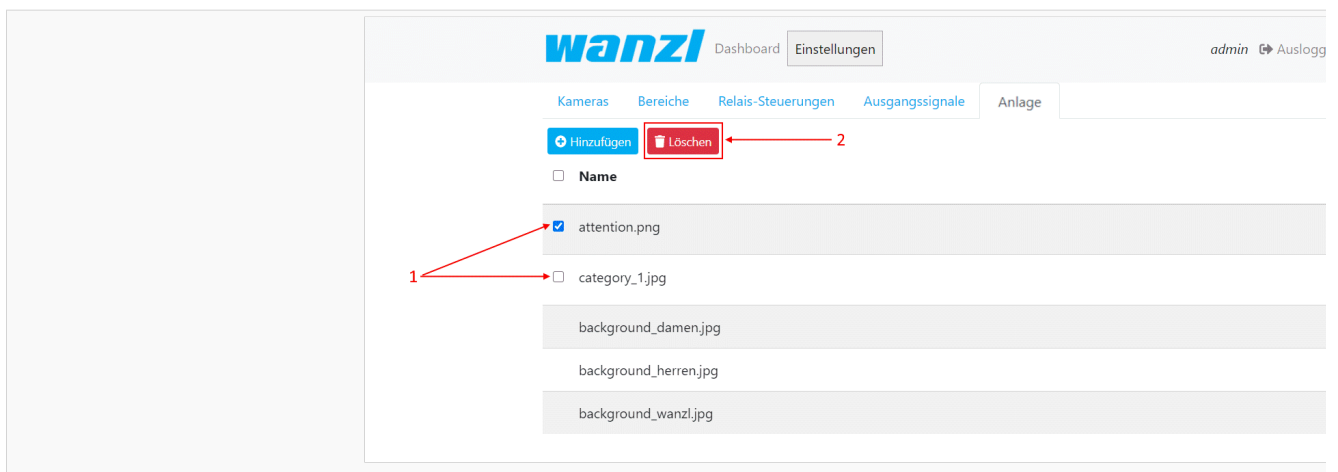 wanzl Dashboard Einstellungen admin Auslogg
Kameras Bereiche Relais-Steuerungen Ausgangssignale Anlage
Hinzufügen Löschen 2
Name
attention.png
1 category_1.jpg
background_damen.jpg
background_herren.jpg
background_wanzl.jpg